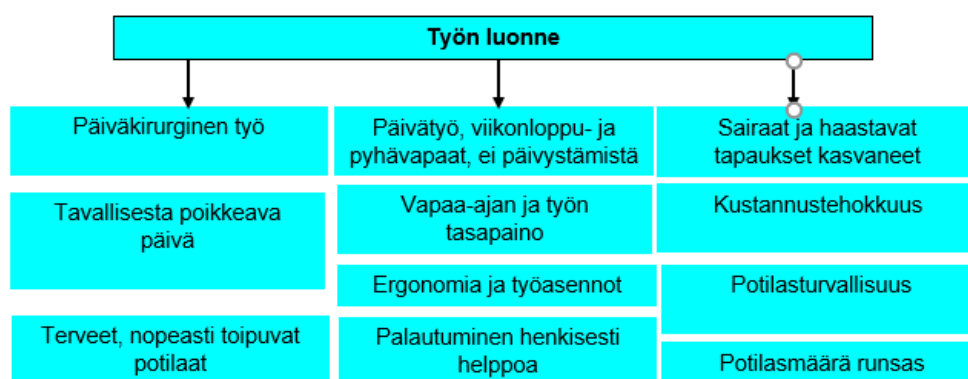 Työn luonne
Päiväkirurginen työ
Tavallisesta poikkeava
päivä
Terveet, nopeasti toipuvat
potilaat
Päivätyö, viikonloppu- ja
pyhävapaat, ei päivystämistä
Vapaa-ajan ja työn
tasapaino
Ergonomia ja työasennot
Palautuminen henkisesti
helppoa
Sairaat ja haastavat
tapaukset kasvaneet
Kustannustehokkuus
Potilasturvallisuus
Potilasmäärä runsas